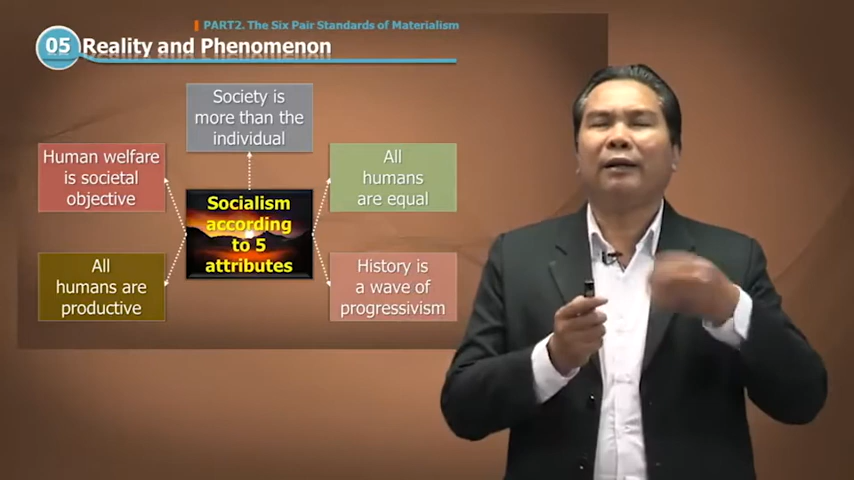 PART2. The Six Pair Standards of Materialism
05 Reality and Phenomenon
Society is
more than the
individual
Human welfare
is societal
objective
All
humans
are equal
Socialism
according
to 5
attributes
All
humans are
productive
History is
a wave of
progressivism